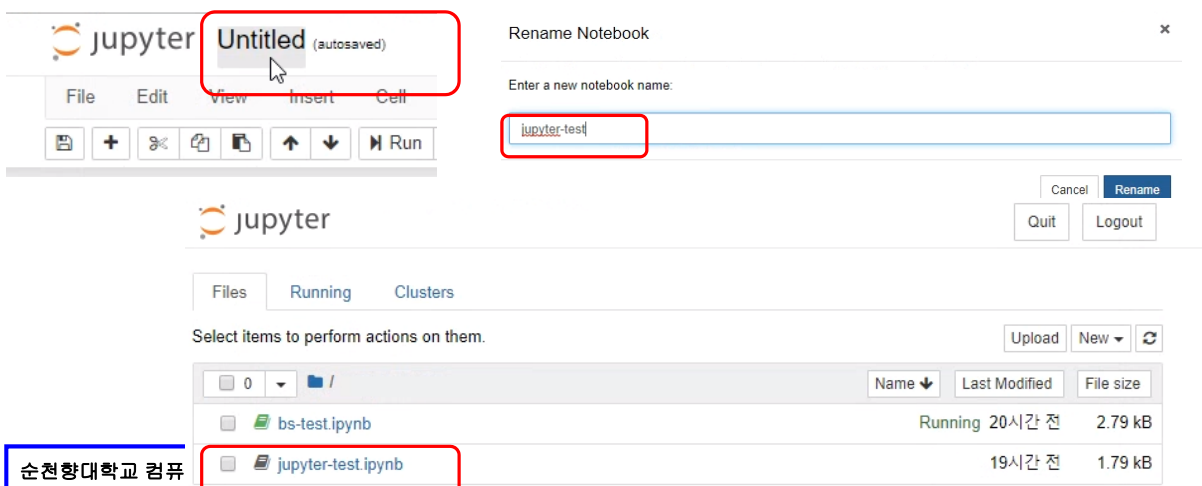 jupyter Untitled (autosaved)
File Edit View Insert Cell
Run
Rename Notebook ×
Enter a new notebook name:
jupyter-test
Cancel Rename
jupyter
Quit Logout
Files Running Clusters
Select items to perform actions on them.
Upload New
0 /
Name Last Modified File size
bs-test.ipynb Running 20시간 전 2.79 kB
jupyter-test.ipynb 19시간 전 1.79 kB
순천향대학교 컴퓨